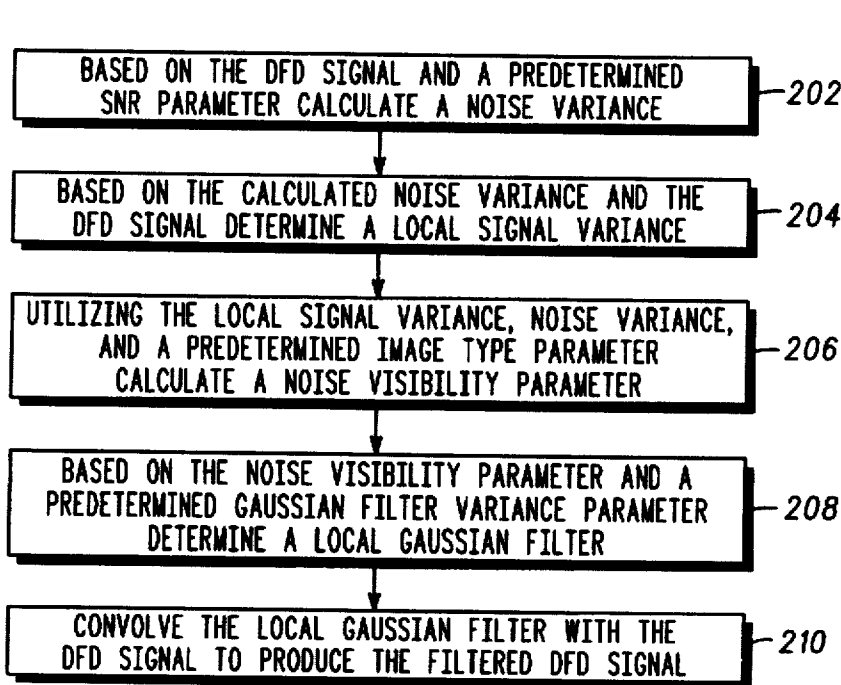 BASED ON THE DFD SIGNAL AND A PREDETERMINED
SNR PARAMETER CALCULATE A NOISE VARIANCE
202
BASED ON THE CALCULATED NOISE VARIANCE AND THE
DFD SIGNAL DETERMINE A LOCAL SIGNAL VARIANCE
204
UTILIZING THE LOCAL SIGNAL VARIANCE, NOISE VARIANCE,
AND A PREDETERMINED IMAGE TYPE PARAMETER
CALCULATE A NOISE VISIBILITY PARAMETER
206
BASED ON THE NOISE VISIBILITY PARAMETER AND A
PREDETERMINED GAUSSIAN FILTER VARIANCE PARAMETER
DETERMINE A LOCAL GAUSSIAN FILTER
208
CONVOLVE THE LOCAL GAUSSIAN FILTER WITH THE
DFD SIGNAL TO PRODUCE THE FILTERED DFD SIGNAL
210